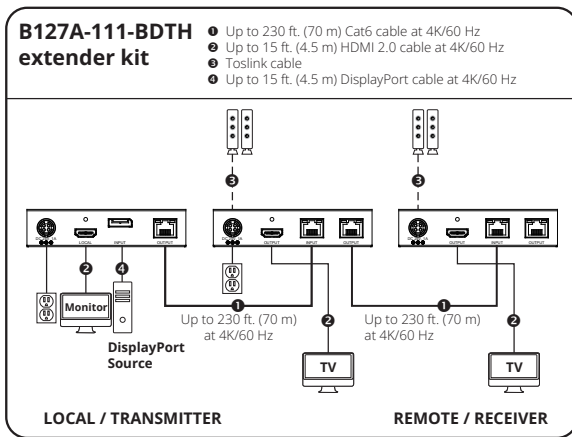 B127A-111-BDTH
extender kit
❶ Up to 230 ft. (70 m) Cat6 cable at 4K/60 Hz
❷ Up to 15 ft. (4.5 m) HDMI 2.0 cable at 4K/60 Hz
❸ Toslink cable
❹ Up to 15 ft. (4.5 m) DisplayPort cable at 4K/60 Hz
❸
❸
LOCAL
INPUT
OUTPUT
OUTPUT
INPUT
OUTPUT
OUTPUT
INPUT
OUTPUT
❷
❹
❶
❶
Monitor
Up to 230 ft. (70 m)
at 4K/60 Hz
❷
Up to 230 ft. (70 m)
at 4K/60 Hz
❷
DisplayPort
Source
TV
TV
LOCAL / TRANSMITTER
REMOTE / RECEIVER